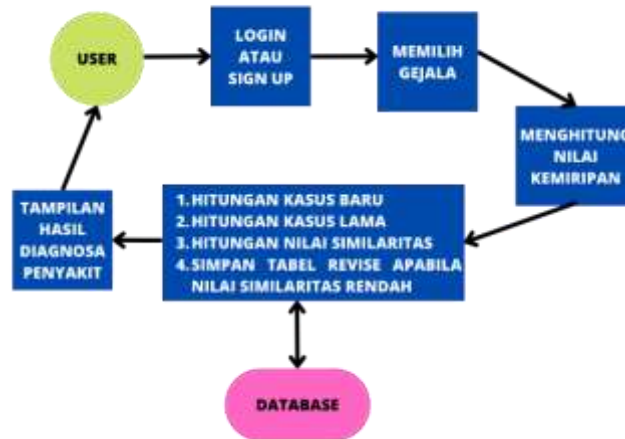 USER
LOGIN
ATAU
SIGN UP
MEMILIH
GEJALA
MENGHITUNG
NILAI
KEMIRIPAN
1. HITUNGAN KASUS BARU
2. HITUNGAN KASUS LAMA
3. HITUNGAN NILAI SIMILARITAS
4. SIMPAN TABEL REVISE APABILA
NILAI SIMILARITAS RENDAH
TAMPILAN
HASIL
DIAGNOSA
PENYAKIT
DATABASE